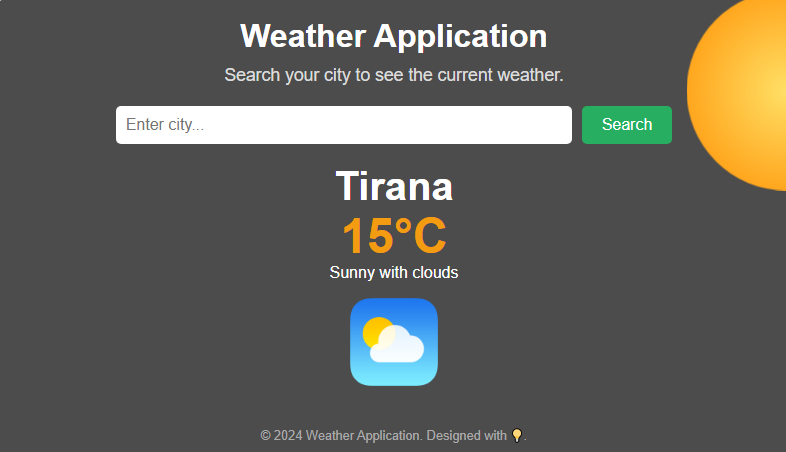 Weather Application
Search your city to see the current weather.
Enter city...
Search
Tirana
15°C
Sunny with clouds
© 2024 Weather Application. Designed with 💡.